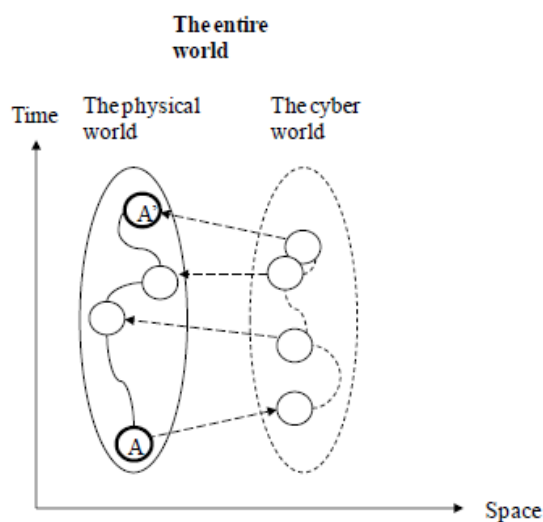 The entire
world
The physical
world
The cyber
world
Time
A'
A
Space